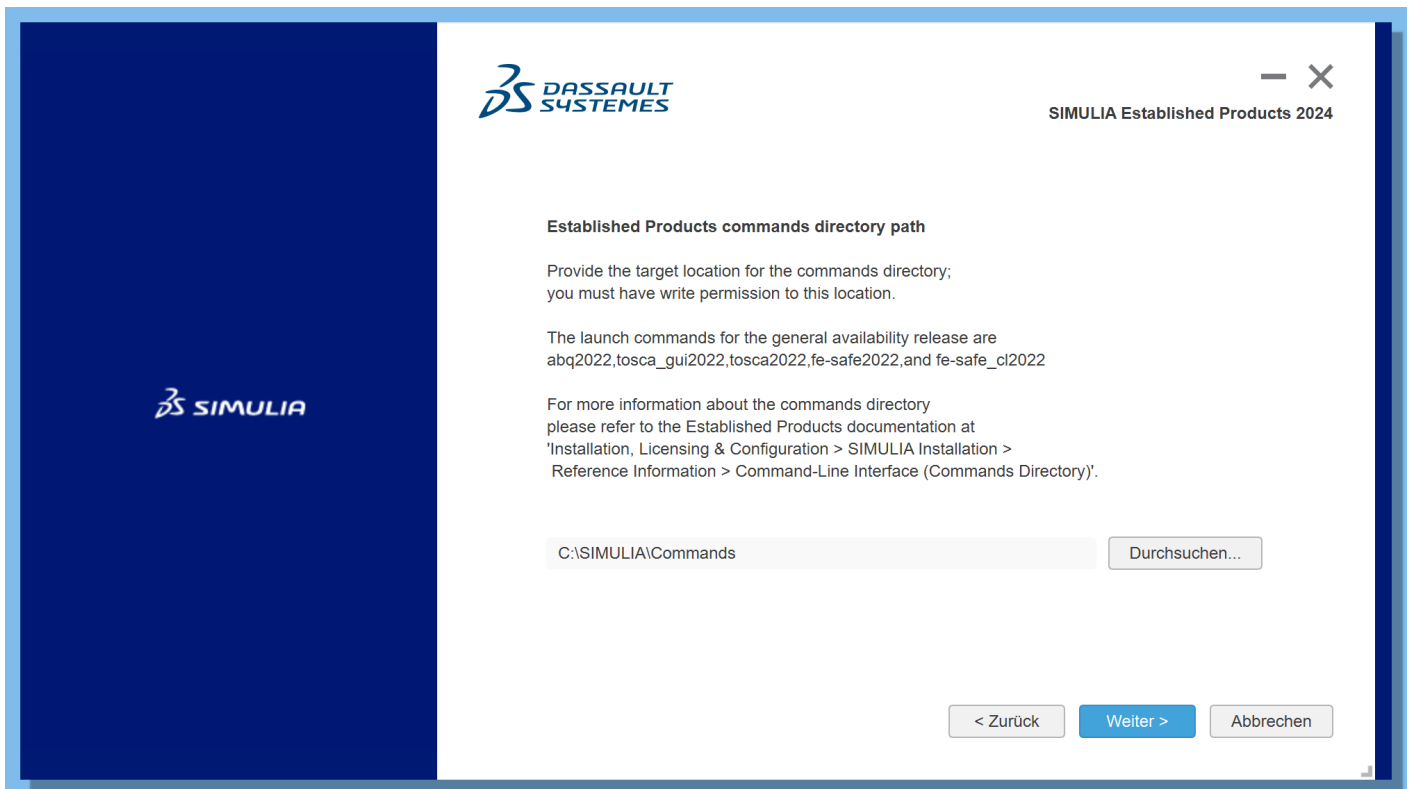 DASSAULT
SYSTEMES
SIMULIA Established Products 2024
Established Products commands directory path
Provide the target location for the commands directory;
you must have write permission to this location.
The launch commands for the general availability release are
abq2022,tosca_gui2022,tosca2022,fe-safe2022,and fe-safe_cl2022
SIMULIA
For more information about the commands directory
please refer to the Established Products documentation at
'Installation, Licensing & Configuration > SIMULIA Installation >
Reference Information > Command-Line Interface (Commands Directory)'.
C:\SIMULIA\Commands
Durchsuchen...
< Zurück
Weiter >
Abbrechen